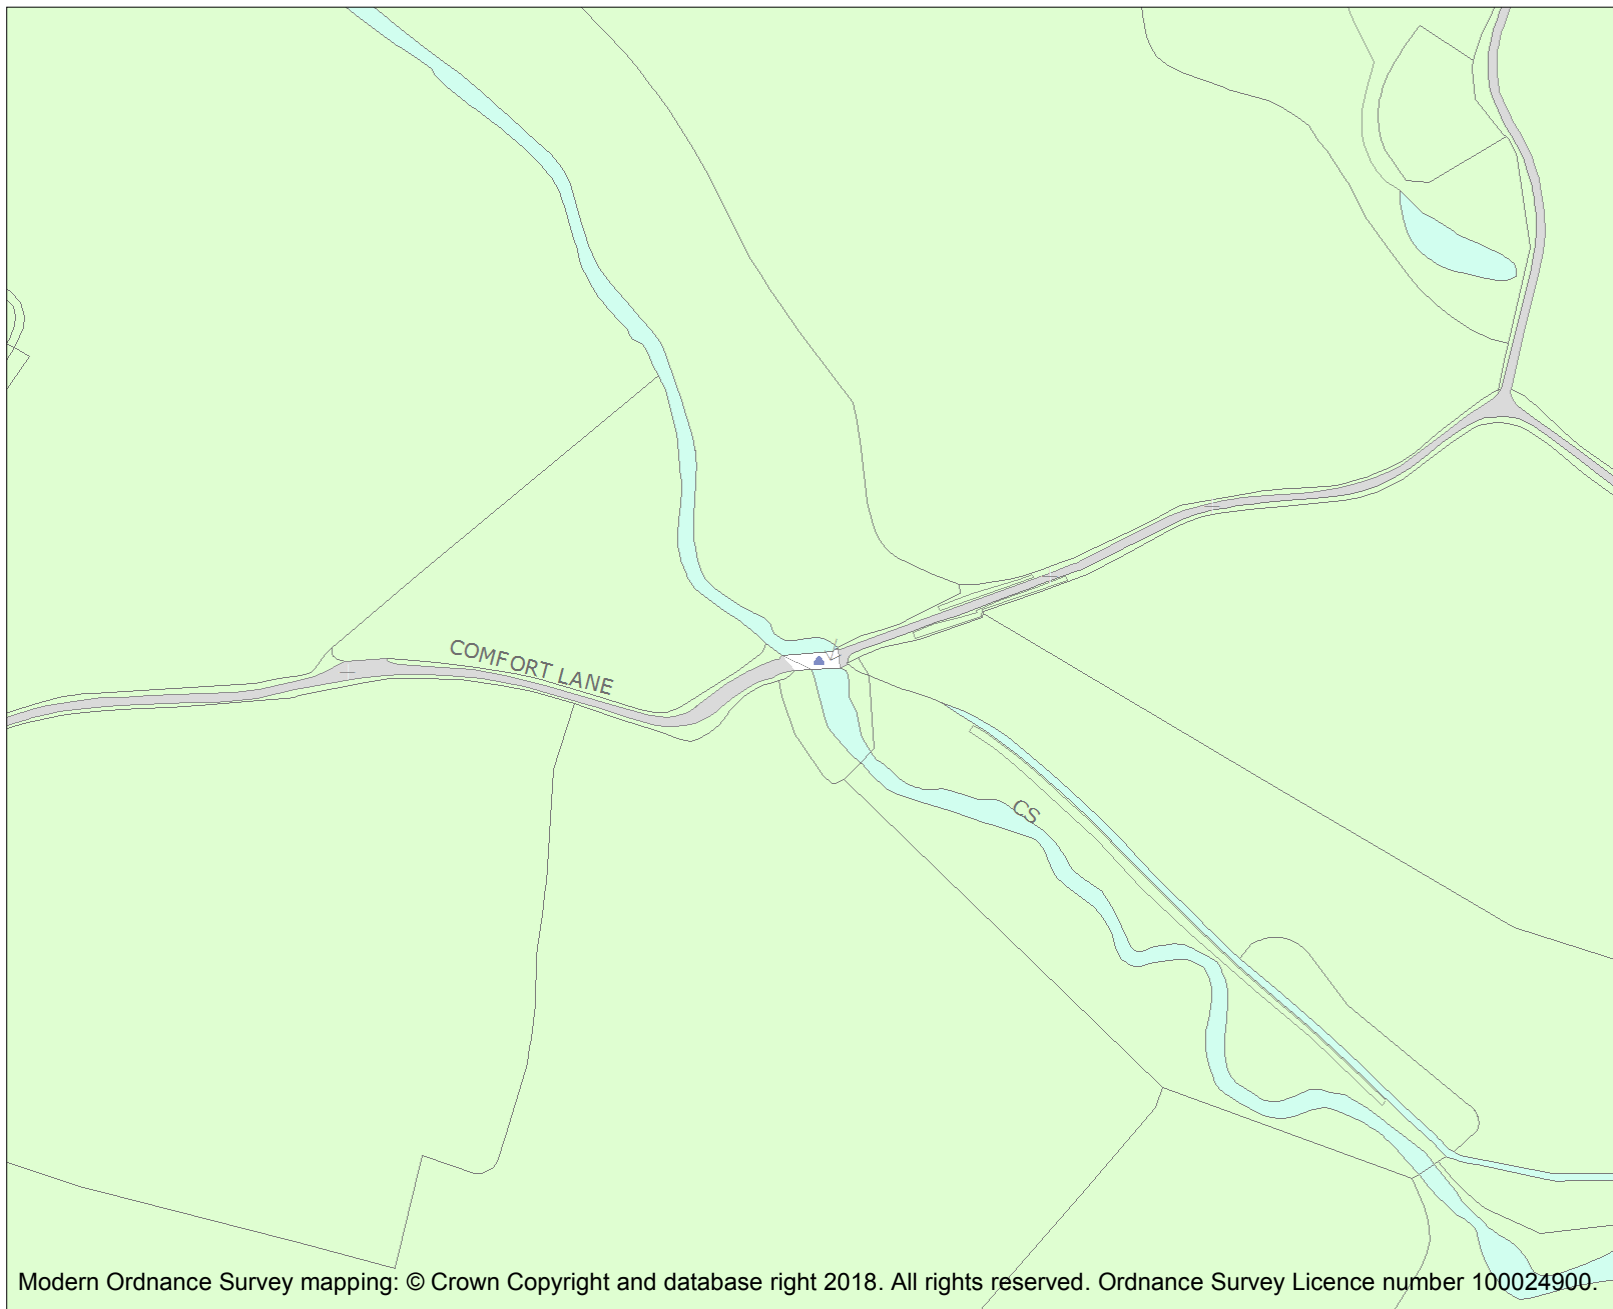 COMFORT LANE
CS
Modern Ordnance Survey mapping: © Crown Copyright and database right 2018. All rights reserved. Ordnance Survey Licence number 100024900.